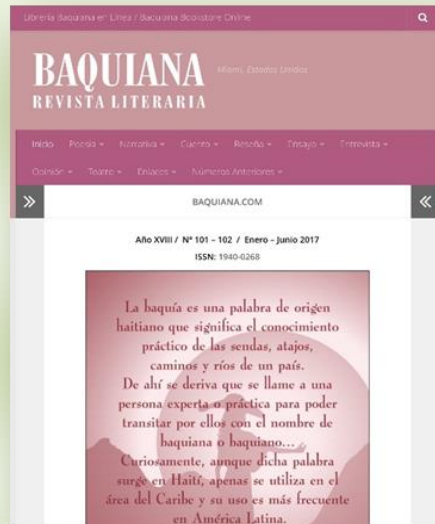 Librería Baquiana en Línea / Baquiana Bookstore Online
BAQUIANA
REVISTA LITERARIA
Miami, Estados Unidos
Inicio Poesía Narrativa Cuento Reseña Ensayo Entrevista
Opinión Teatro Enlaces Números Anteriores
BAQUIANA.COM
Año XVIII / Nº 101 – 102 / Enero – Junio 2017
ISSN: 1940-0268
La baquía es una palabra de origen
haitiano que significa el conocimiento
práctico de las sendas, atajos,
caminos y ríos de un país.
De ahí se deriva que se llame a una
persona experta o práctica para poder
transitar por ellos con el nombre de
baquiana o baquiano...
Curiosamente, aunque dicha palabra
surge en Haití, apenas se utiliza en el
área del Caribe y su uso es más frecuente
en América Latina.